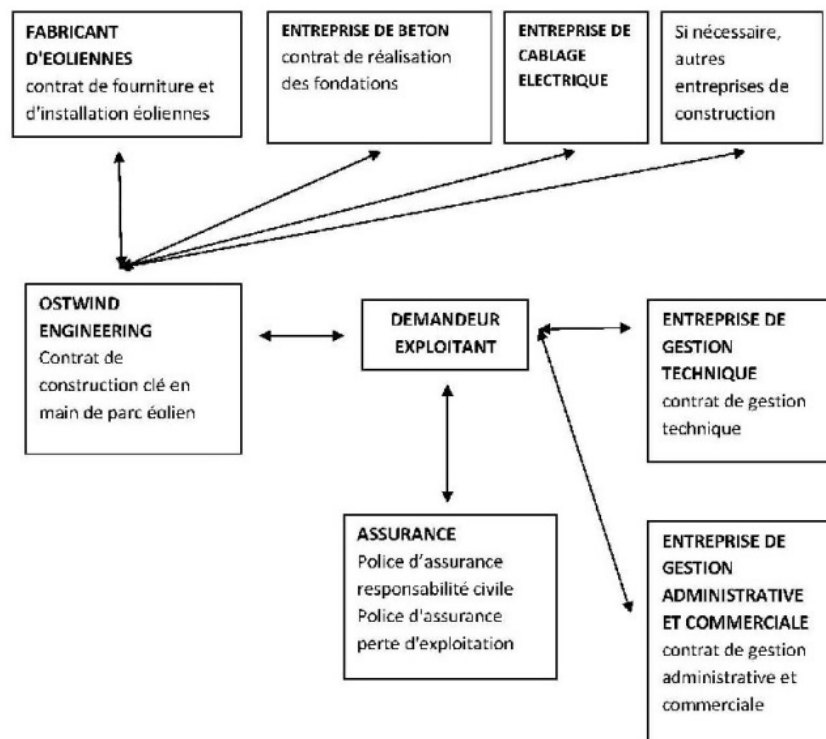 FABRICANT
D'EOLIENNES
contrat de fourniture et
d'installation éoliennes
ENTREPRISE DE BETON
contrat de réalisation
des fondations
ENTREPRISE DE
CABLAGE
ELECTRIQUE
Si nécessaire,
autres
entreprises de
construction
OSTWIND
ENGINEERING
Contrat de
construction clé en
main de parc éolien
DEMANDEUR
EXPLOITANT
ENTREPRISE DE
GESTION
TECHNIQUE
contrat de gestion
technique
ASSURANCE
Police d'assurance
responsabilité civile
Police d'assurance
perte d'exploitation
ENTREPRISE DE
GESTION
ADMINISTRATIVE
ET COMMERCIALE
contrat de gestion
administrative et
commerciale